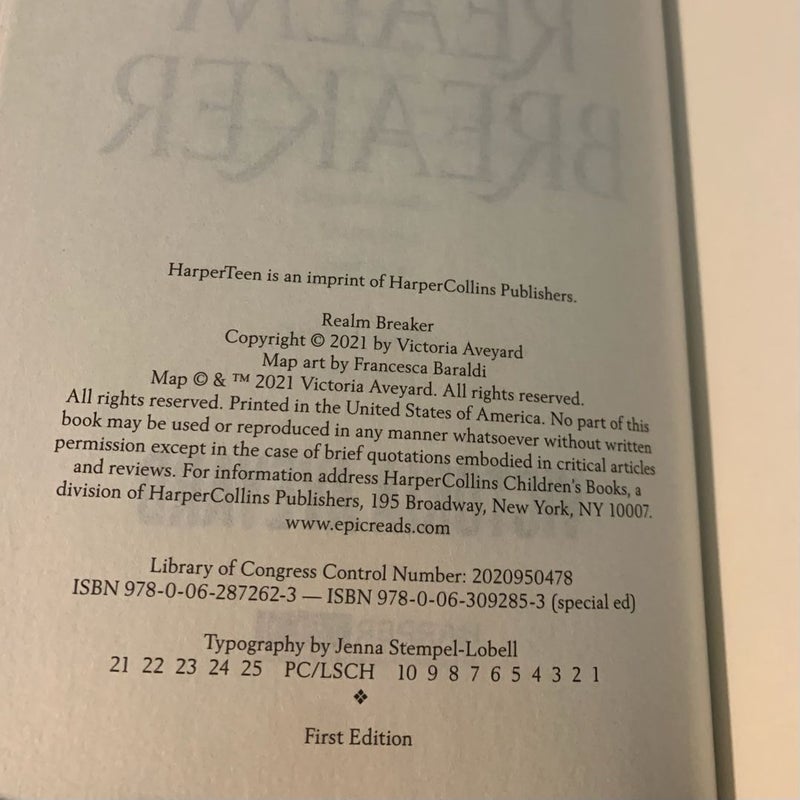 REALM
BREAKER
HarperTeen is an imprint of HarperCollins Publishers.
Realm Breaker
Copyright © 2021 by Victoria Aveyard
Map art by Francesca Baraldi
Map © & ™ 2021 Victoria Aveyard. All rights reserved.
All rights reserved. Printed in the United States of America. No part of this
book may be used or reproduced in any manner whatsoever without written
permission except in the case of brief quotations embodied in critical articles
and reviews. For information address HarperCollins Children's Books, a
division of HarperCollins Publishers, 195 Broadway, New York, NY 10007.
www.epicreads.com
Library of Congress Control Number: 2020950478
ISBN 978-0-06-287262-3 — ISBN 978-0-06-309285-3 (special ed)
Typography by Jenna Stempel-Lobell
21 22 23 24 25 PC/LSCH 10 9 8 7 6 5 4 3 2 1
❖
First Edition